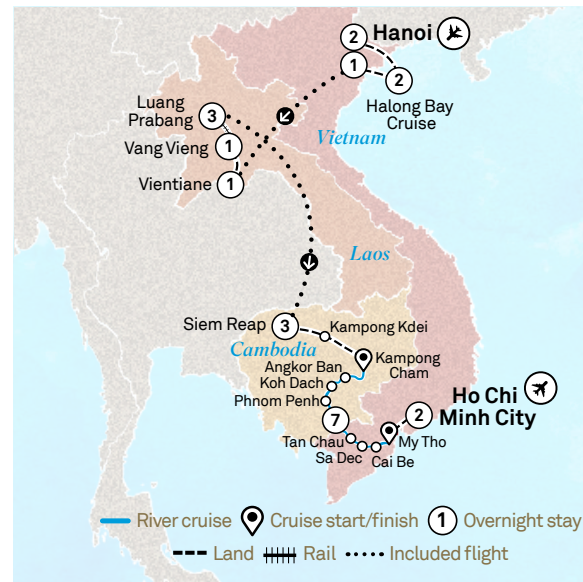 2 Hanoi
1
2
Halong Bay
Cruise
Luang
Prabang
3
Vietnam
Vang Vieng
1
Vientiane
1
Laos
Siem Reap
3
Kampong Kdei
Cambodia
Angkor Ban
Kampong
Cham
Koh Dach
Phnom Penh
Ho Chi
Minh City
7
2
Tan Chau
My Tho
Sa Dec
Cai Be
River cruise Cruise start/finish 1 Overnight stay
Land Rail Included flight